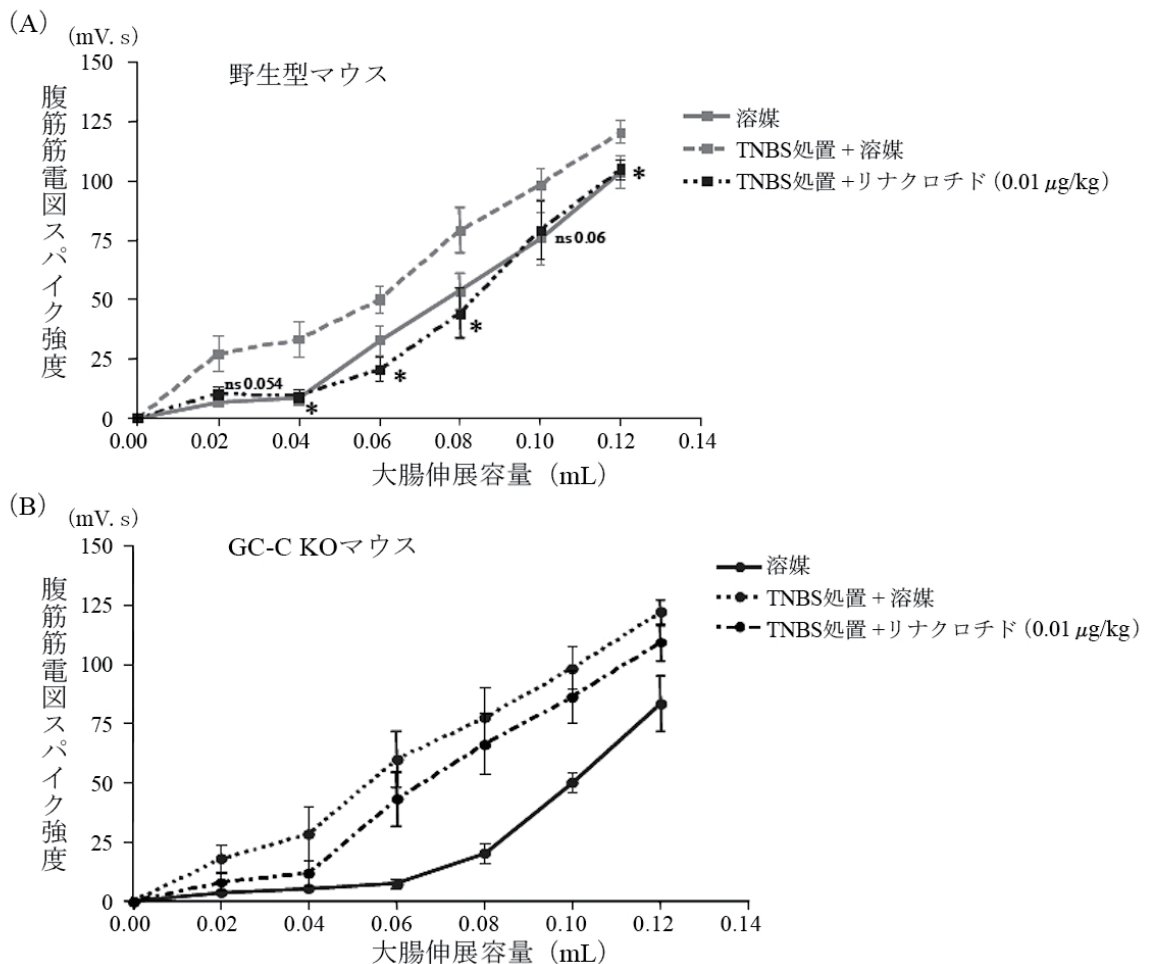 (A)
(mV. s)
野生型マウス
腹筋筋電図スパイク強度
150
125
100
75
50
25
0
溶媒
TNBS処置 + 溶媒
TNBS処置 +リナクロチド (0.01 μg/kg)
*
ns 0.06
*
*
ns 0.054
*
0.00 0.02 0.04 0.06 0.08 0.10 0.12 0.14
大腸伸展容量 (mL)
(B)
(mV. s)
GC-C KOマウス
腹筋筋電図スパイク強度
150
125
100
75
50
25
0
溶媒
TNBS処置 + 溶媒
TNBS処置 +リナクロチド (0.01 μg/kg)
0.00 0.02 0.04 0.06 0.08 0.10 0.12 0.14
大腸伸展容量 (mL)